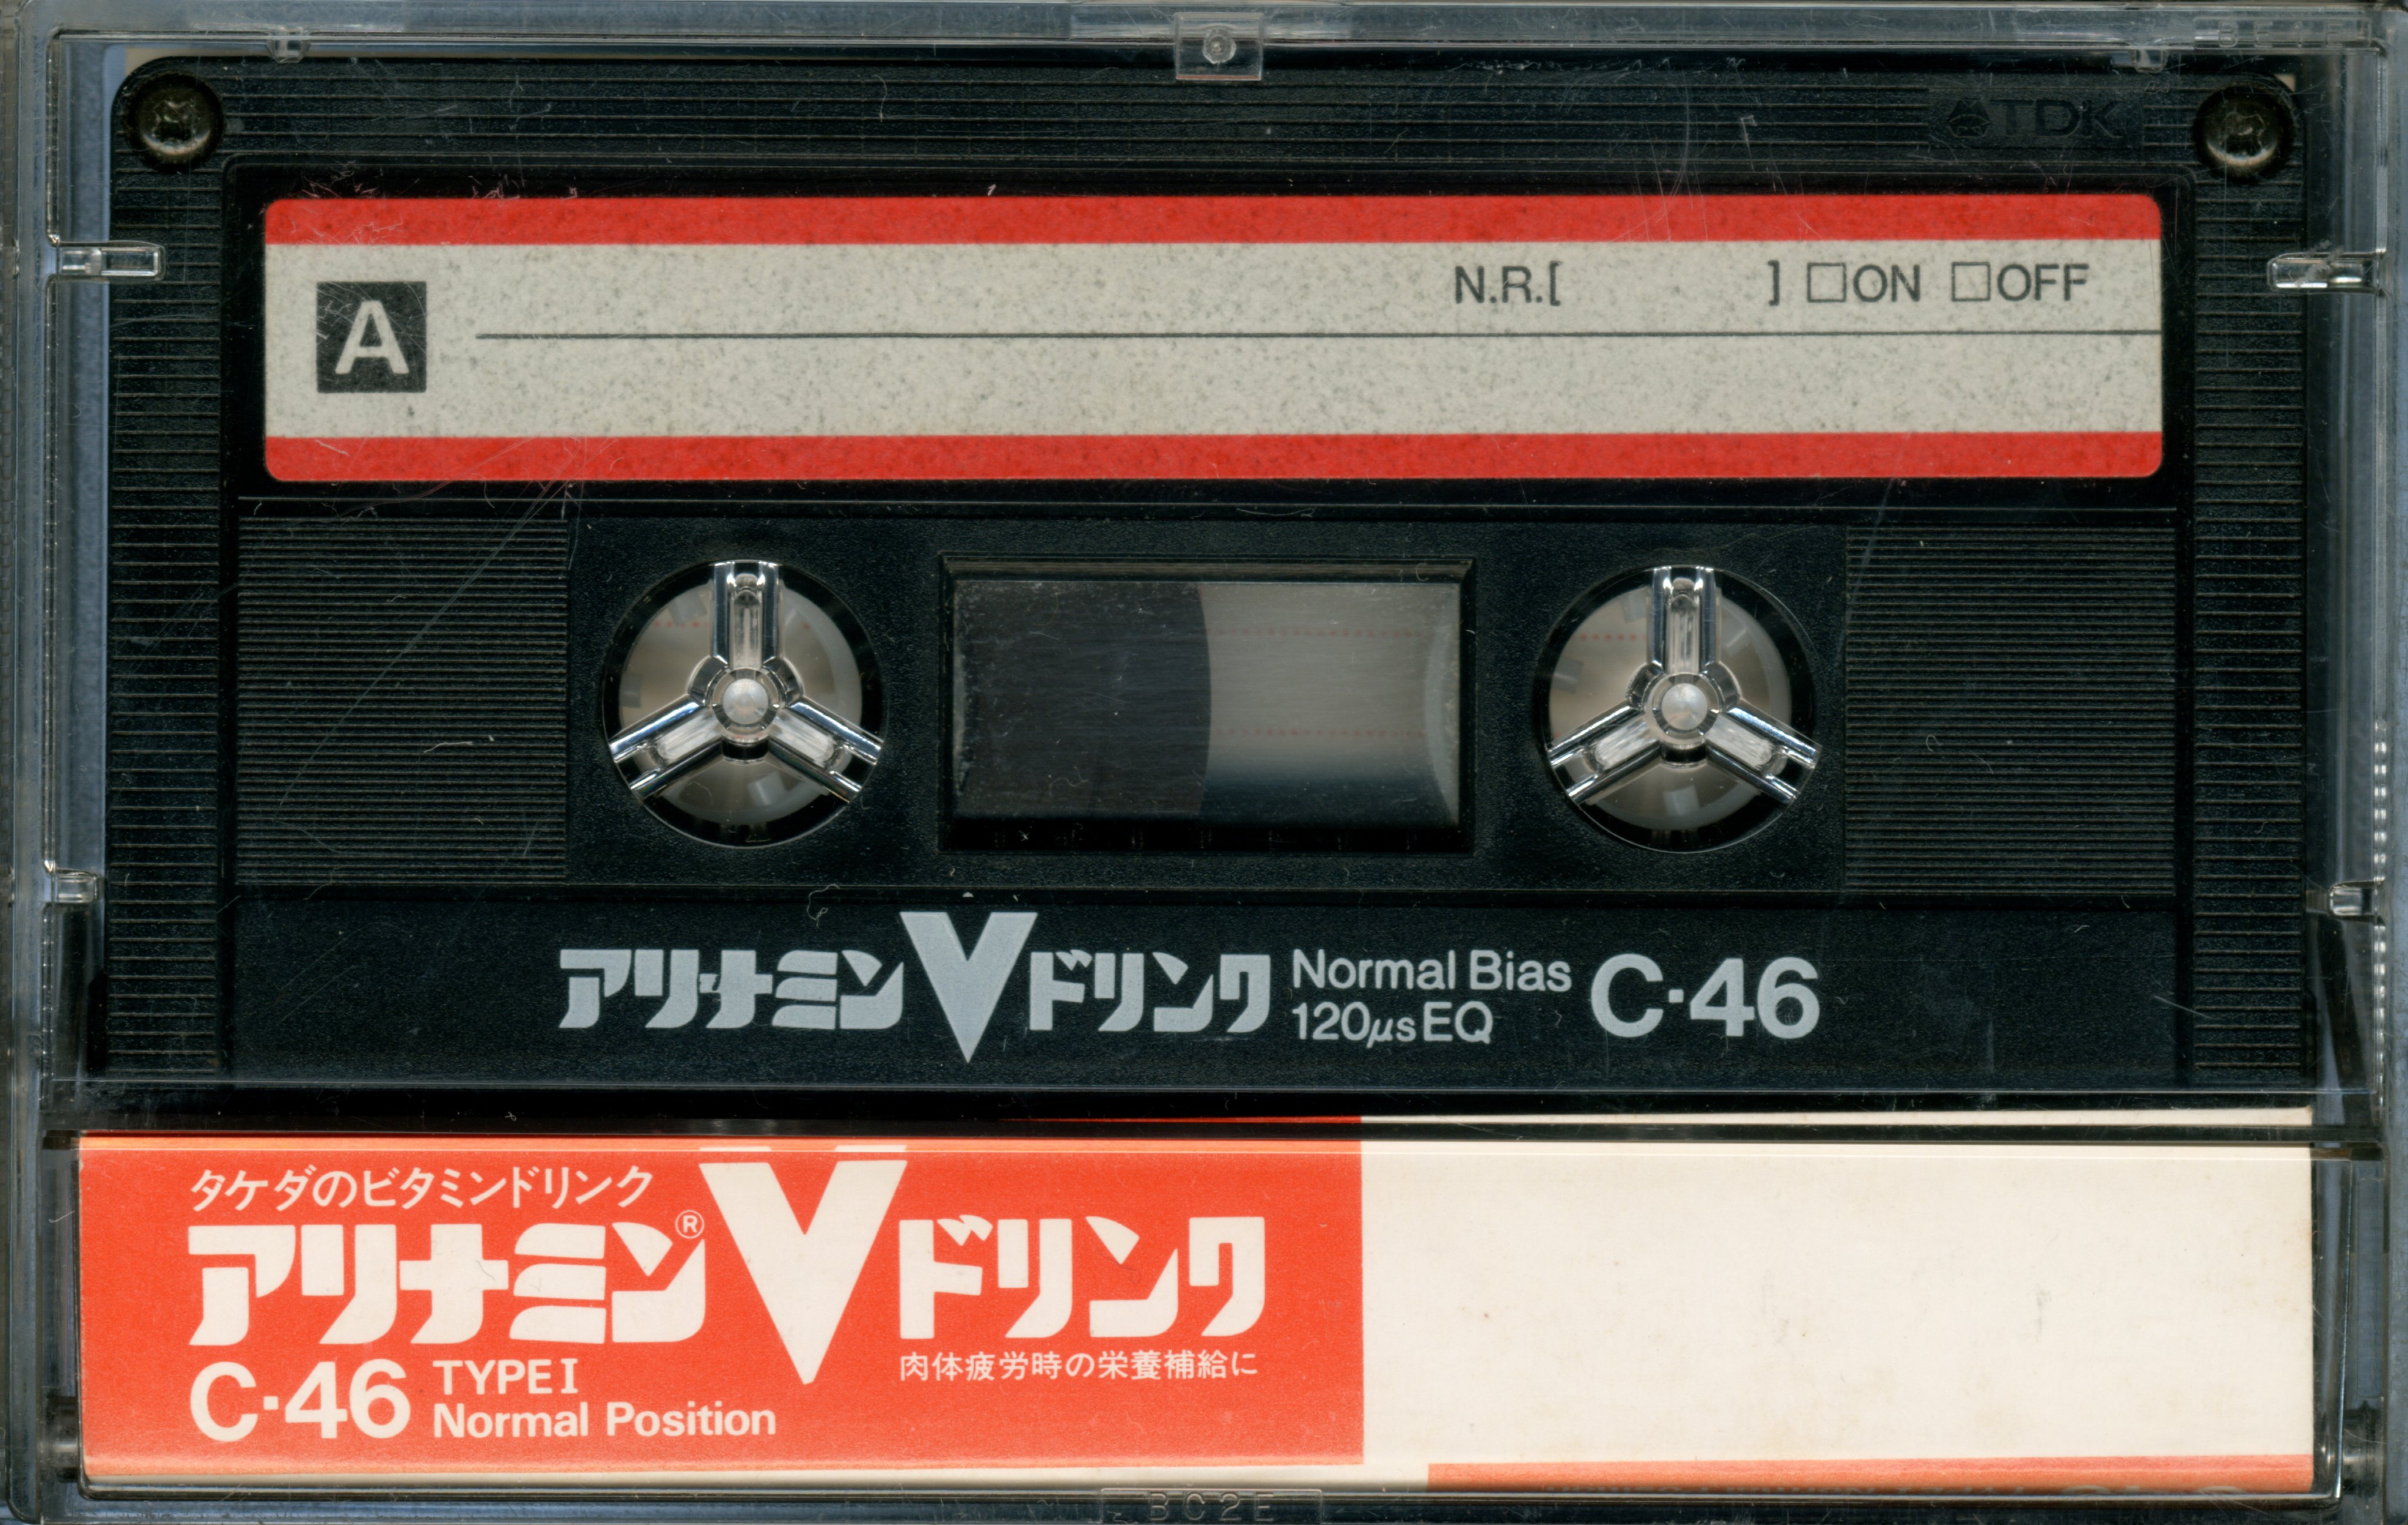 TDK
A
N.R.[ ] □ON □OFF
アリナミンVドリンク Normal Bias 120μs EQ C·46
タケダのビタミンドリンク
アリナミン®Vドリンク
肉体疲労時の栄養補給に
C·46 TYPE I
Normal Position
BC2E